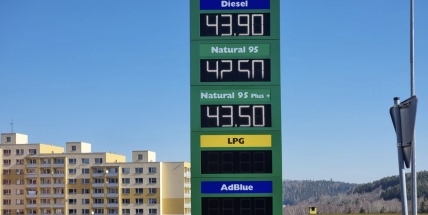 Diesel
43.90
Natural 95
42.50
Natural 95 Plus +
43.50
LPG
AdBlue